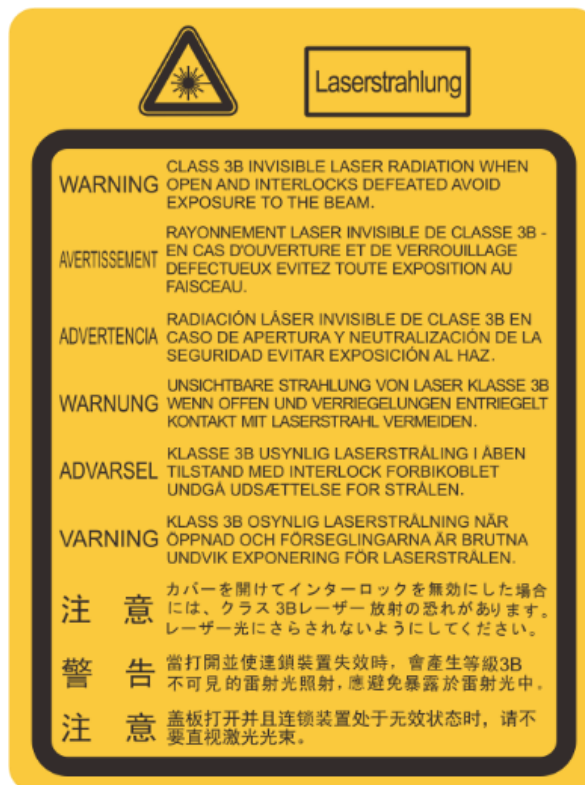 Laserstrahlung
WARNING
CLASS 3B INVISIBLE LASER RADIATION WHEN
OPEN AND INTERLOCKS DEFEATED AVOID
EXPOSURE TO THE BEAM.
AVERTISSEMENT
RAYONNEMENT LASER INVISIBLE DE CLASSE 3B -
EN CAS D'OUVERTURE ET DE VERROUILLAGE
DEFECTUEUX EVITEZ TOUTE EXPOSITION AU
FAISCEAU.
ADVERTENCIA
RADIACIÓN LÁSER INVISIBLE DE CLASE 3B EN
CASO DE APERTURA Y NEUTRALIZACIÓN DE LA
SEGURIDAD EVITAR EXPOSICIÓN AL HAZ.
WARNUNG
UNSICHTBARE STRAHLUNG VON LASER KLASSE 3B
WENN OFFEN UND VERRIEGELUNGEN ENTRIEGELT
KONTAKT MIT LASERSTRAHL VERMEIDEN.
ADVARSEL
KLASSE 3B USYNLIG LASERSTRÅLING I ÅBEN
TILSTAND MED INTERLOCK FORBIKOBLET
UNDGÅ UDSÆTTELSE FOR STRÅLEN.
VARNING
KLASS 3B OSYNLIG LASERSTRÅLNING NÄR
ÖPPNAD OCH FÖRSEGLINGARNA ÄR BRUTNA
UNDVIK EXPONERING FÖR LASERSTRÅLEN.
注 意
カバーを開けてインターロックを無効にした場合
には、クラス 3Bレーザー放射の恐れがあります。
レーザー光にさらされないようにしてください。
警 告
當打開並使連鎖裝置失效時，會產生等級3B
不可見的雷射光照射，應避免暴露於雷射光中。
注 意
盖板打开并且连锁装置处于无效状态时，请不
要直视激光光束。